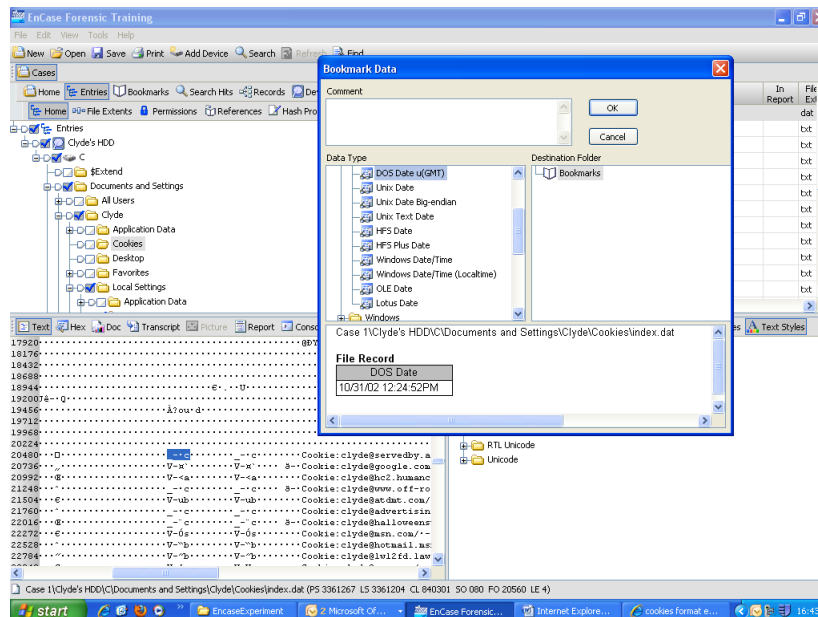 EnCase Forensic Training
File Edit View Tools Help
New Open Save Print Add Device Search Refresh Find
Cases
Home Entries Bookmarks Search Hits Records De
Home File Extents Permissions References Hash Pro
Entries
Clyde's HDD
C
$Extend
Documents and Settings
All Users
Clyde
Application Data
Cookies
Desktop
Favorites
Local Settings
Application Data
In Report
File Ext
dat
txt
txt
txt
txt
txt
txt
txt
txt
txt
txt
Bookmark Data
Comment
OK
Cancel
Data Type
Destination Folder
DOS Date u(GMT)
Unix Date
Unix Date Big-endian
Unix Text Date
HFS Date
HFS Plus Date
Windows Date/Time
Windows Date/Time (Localtime)
OLE Date
Lotus Date
Windows
Bookmarks
Case 1\Clyde's HDD\C\Documents and Settings\Clyde\Cookies\index.dat
File Record
DOS Date
10/31/02 12:24:52PM
Text Hex Doc Transcript Picture Report Conso
es Text Styles
17920
18176
18432
18688
18944
19200
19456
19712
19968
20224
20480 Cookie:clyde@servedby.a
20736 Cookie:clyde@google.com
20992 Cookie:clyde@hc2.humanc
21248 Cookie:clyde@www.off-ro
21504 Cookie:clyde@atdmt.com/
21760 Cookie:clyde@advertisin
22016 Cookie:clyde@halloweens
22272 Cookie:clyde@msn.com/
22528 Cookie:clyde@hotmail.ms
22784 Cookie:clyde@lwl2fd.law
RTL Unicode
Unicode
Case 1\Clyde's HDD\C\Documents and Settings\Clyde\Cookies\index.dat (PS 3361267 LS 3361204 CL 840301 SO 080 FO 20560 LE 4)
start EncaseExperiment 2 Microsoft Of... EnCase Forensic... Internet Explore... cookies format e... 16:43